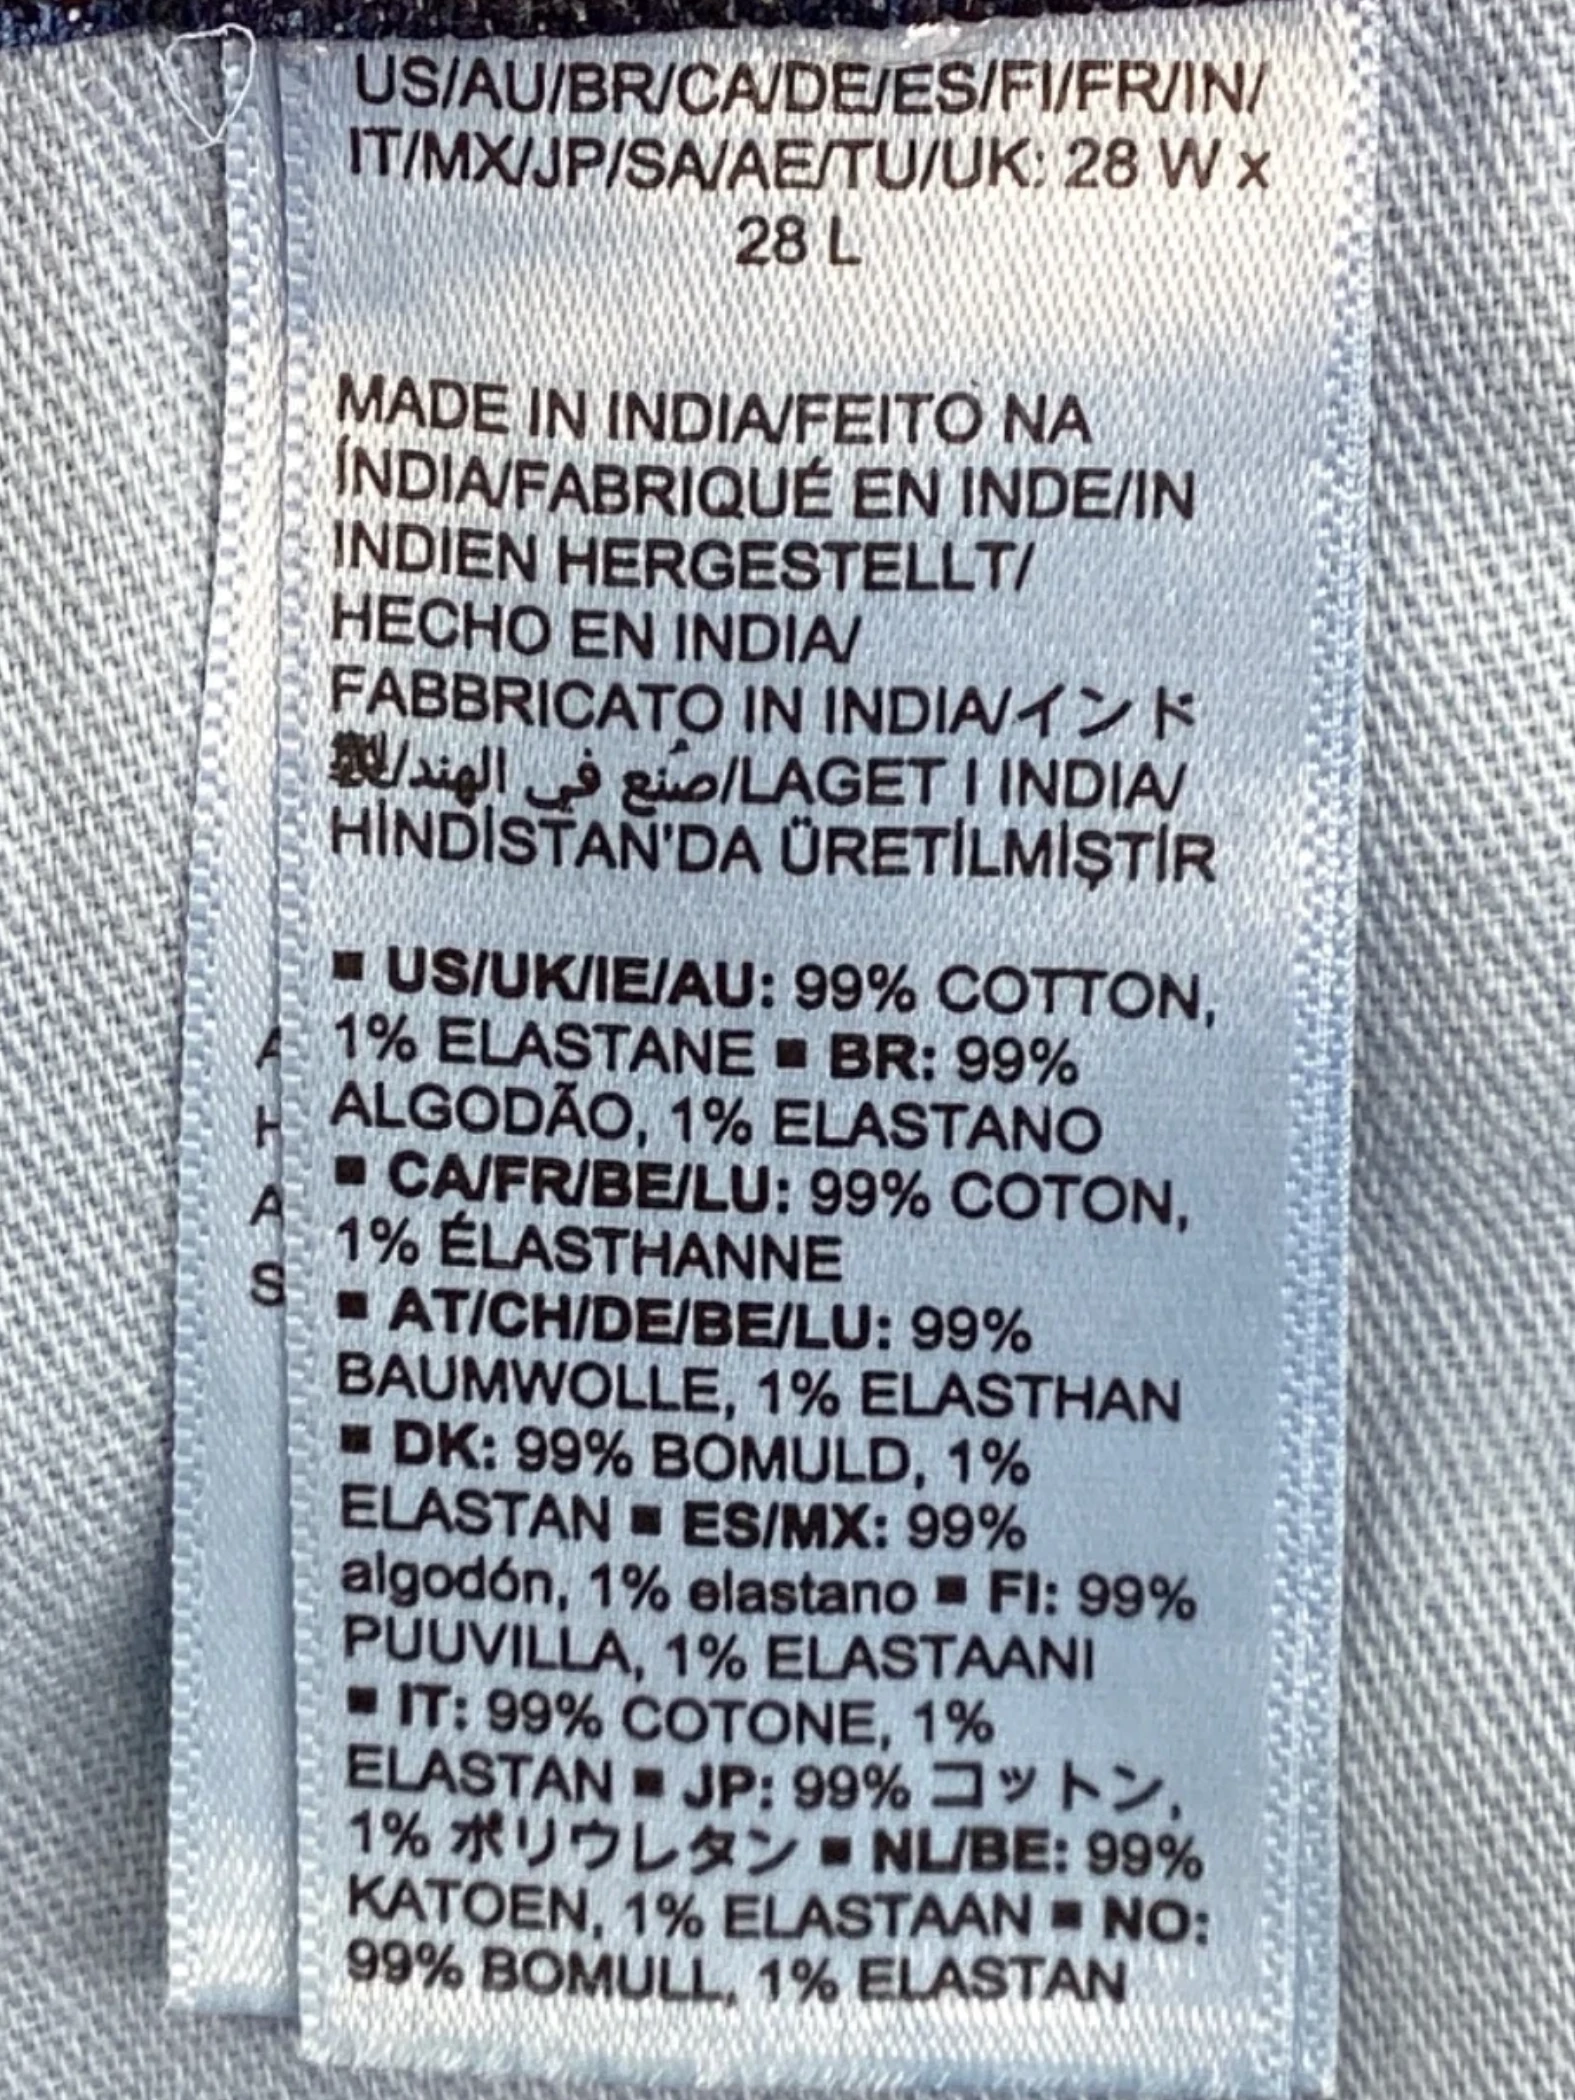 US/AU/BR/CA/DE/ES/FI/FR/IN/
IT/MX/JP/SA/AE/TU/UK: 28 W x
28 L
MADE IN INDIA/FEITO NA
ÍNDIA/FABRIQUÉ EN INDE/IN
INDIEN HERGESTELLT/
HECHO EN INDIA/
FABBRICATO IN INDIA/インド
製/صُنع في الهند/LAGET I INDIA/
HİNDİSTAN'DA ÜRETİLMİŞTİR
▪ US/UK/IE/AU: 99% COTTON,
1% ELASTANE ▪ BR: 99%
ALGODÃO, 1% ELASTANO
▪ CA/FR/BE/LU: 99% COTON,
1% ÉLASTHANNE
▪ AT/CH/DE/BE/LU: 99%
BAUMWOLLE, 1% ELASTHAN
▪ DK: 99% BOMULD, 1%
ELASTAN ▪ ES/MX: 99%
algodón, 1% elastano ▪ FI: 99%
PUUVILLA, 1% ELASTAANI
▪ IT: 99% COTONE, 1%
ELASTAN ▪ JP: 99% コットン,
1% ポリウレタン ▪ NL/BE: 99%
KATOEN, 1% ELASTAAN ▪ NO:
99% BOMULL, 1% ELASTAN